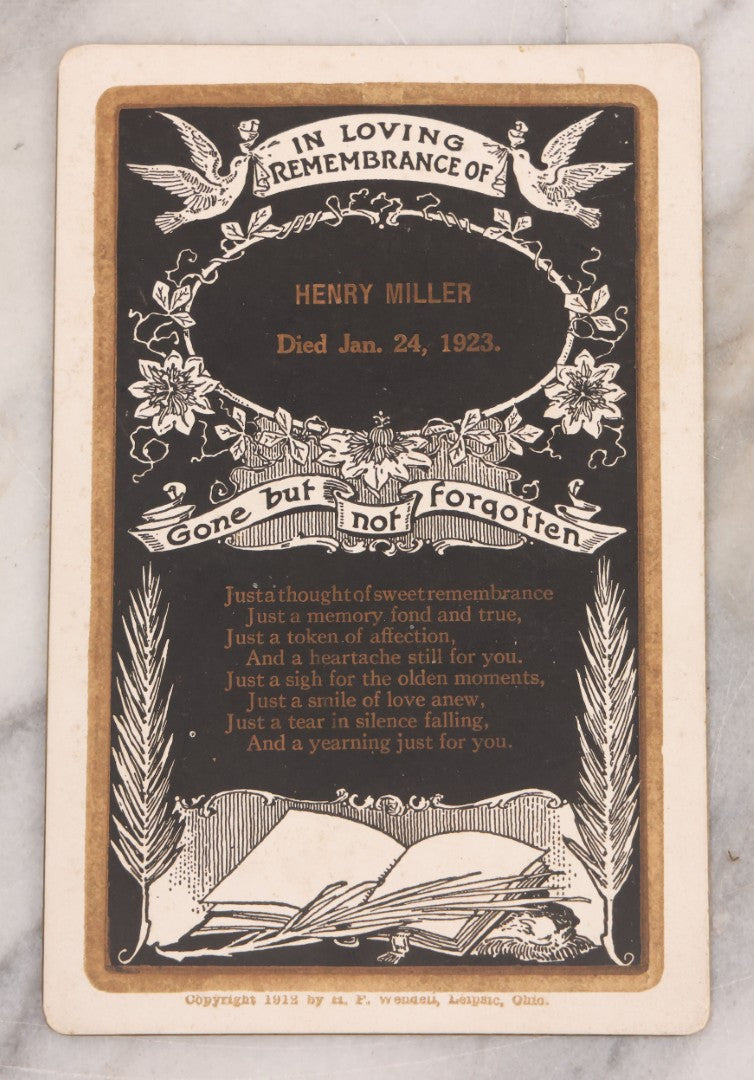 IN LOVING
REMEMBRANCE OF
HENRY MILLER
Died Jan. 24, 1923.
Gone but not forgotten
Just a thought of sweet remembrance
Just a memory fond and true,
Just a token of affection,
And a heartache still for you.
Just a sigh for the olden moments,
Just a smile of love anew,
Just a tear in silence falling,
And a yearning just for you.
Copyright 1912 by H. F. Wendell, Leipsic, Ohio.